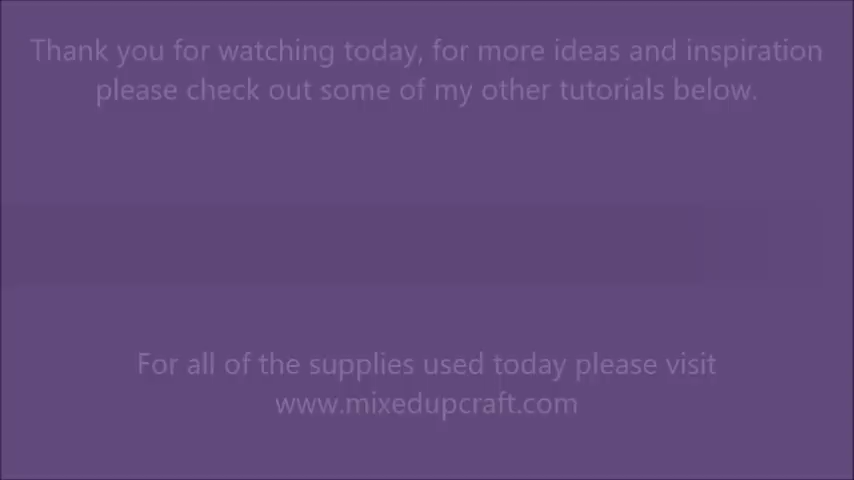 Thank you for watching today, for more ideas and inspiration
please check out some of my other tutorials below.
For all of the supplies used today please visit
www.mixedupcraft.com